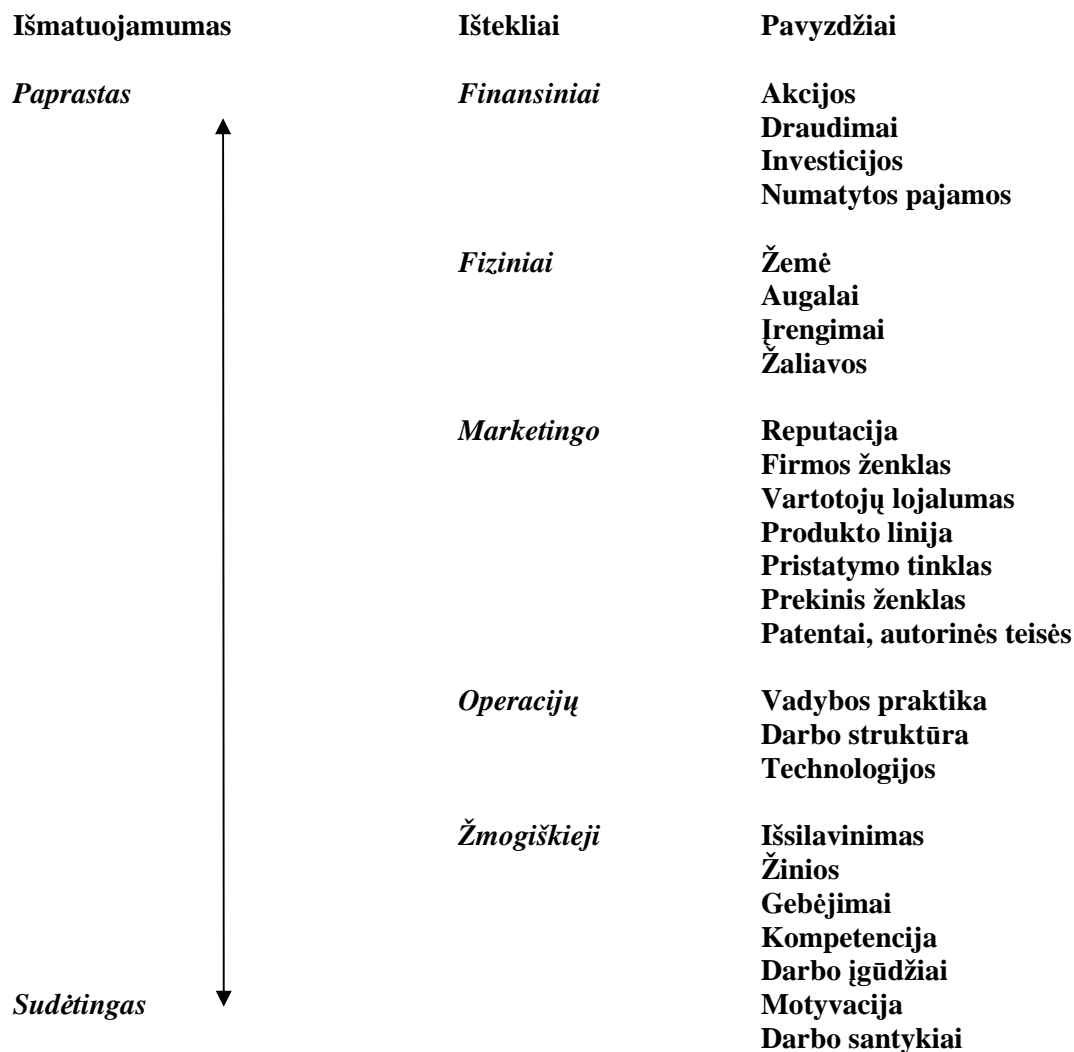 Išmatuojamumas Ištekliai Pavyzdžiai
Paprastas Finansiniai Akcijos
Draudimai
Investicijos
Numatytos pajamos
Fiziniai Žemė
Augalai
Įrengimai
Žaliavos
Marketingo Reputacija
Firmos ženklas
Vartotojų lojalumas
Produkto linija
Pristatymo tinklas
Prekinis ženklas
Patentai, autorinės teisės
Operacijų Vadybos praktika
Darbo struktūra
Technologijos
Žmogiškieji Išsilavinimas
Žinios
Gebėjimai
Kompetencija
Darbo įgūdžiai
Sudėtingas Motyvacija
Darbo santykiai